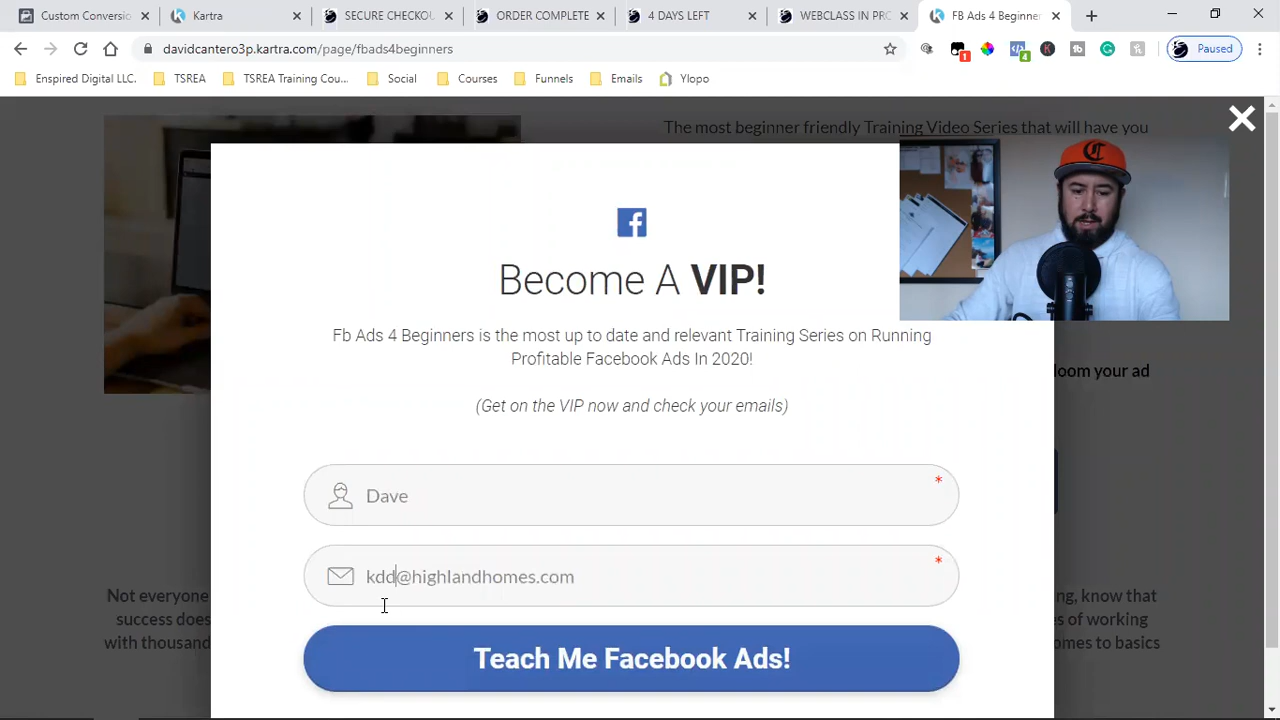 Custom Conversio
Kartra
SECURE CHECKOU
ORDER COMPLETE
4 DAYS LEFT
WEBCLASS IN PRO
FB Ads 4 Beginner
davidcantero3p.kartra.com/page/fbads4beginners
1
4
Paused
Enspired Digital LLC.
TSREA
TSREA Training Cou...
Social
Courses
Funnels
Emails
Ylopo
The most beginner friendly Training Video Series that will have you
Become A VIP!
Fb Ads 4 Beginners is the most up to date and relevant Training Series on Running
Profitable Facebook Ads In 2020!
(Get on the VIP now and check your emails)
loom your ad
Dave
*
kdd@highlandhomes.com
*
Teach Me Facebook Ads!
Not everyone
success does
with thousand
ng, know that
es of working
omes to basics